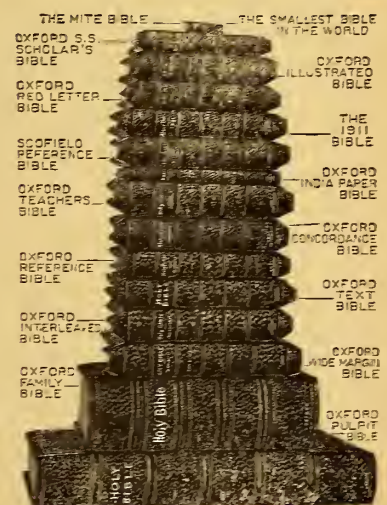 THE MITE BIBLE
THE SMALLEST BIBLE
IN THE WORLD
OXFORD S.S.
SCHOLAR'S
BIBLE
OXFORD
ILLUSTRATED
BIBLE
OXFORD
RED LETTER
BIBLE
THE
1911
BIBLE
SCOFIELD
REFERENCE
BIBLE
OXFORD
INDIA PAPER
BIBLE
OXFORD
TEACHERS
BIBLE
OXFORD
CONCORDANCE
BIBLE
OXFORD
REFERENCE
BIBLE
OXFORD
TEXT
BIBLE
OXFORD
INTERLEAVED
BIBLE
OXFORD
WIDE MARGIN
BIBLE
OXFORD
FAMILY
BIBLE
OXFORD
PULPIT
BIBLE
HOLY
BIBLE
Holy Bible
HOLY
BIBLE